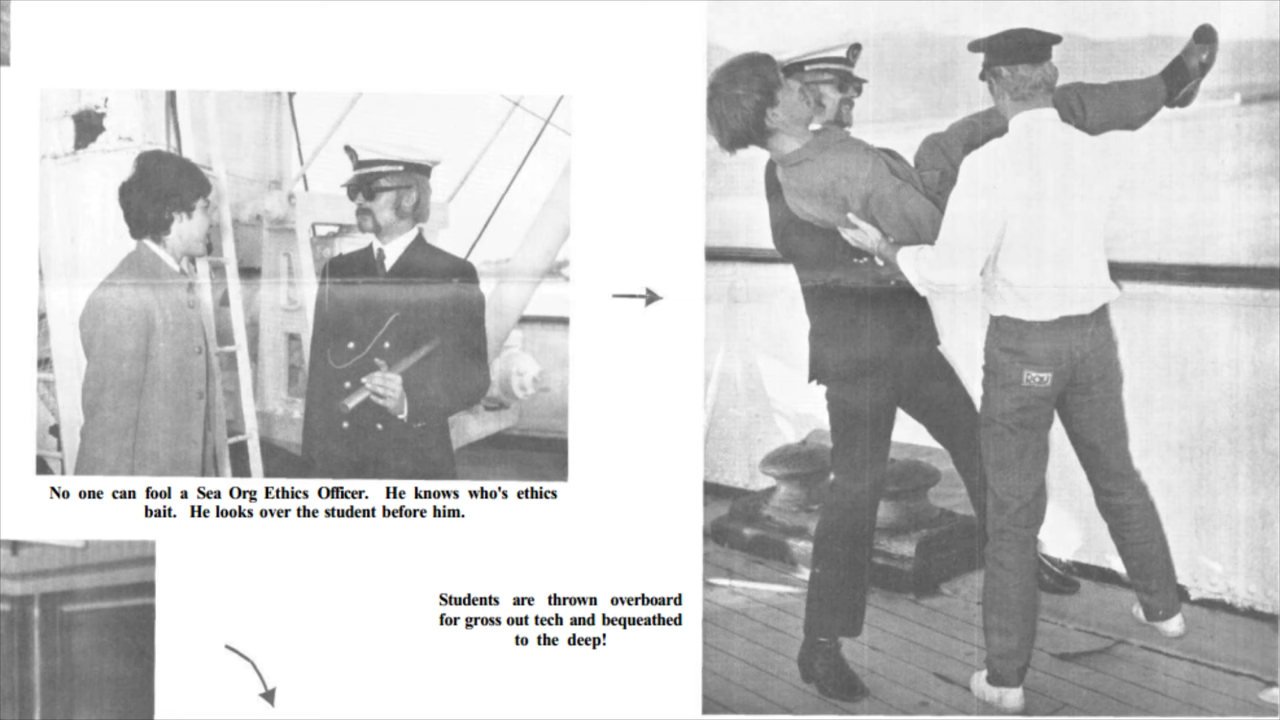 No one can fool a Sea Org Ethics Officer. He knows who's ethics
bait. He looks over the student before him.
Students are thrown overboard
for gross out tech and bequeathed
to the deep!